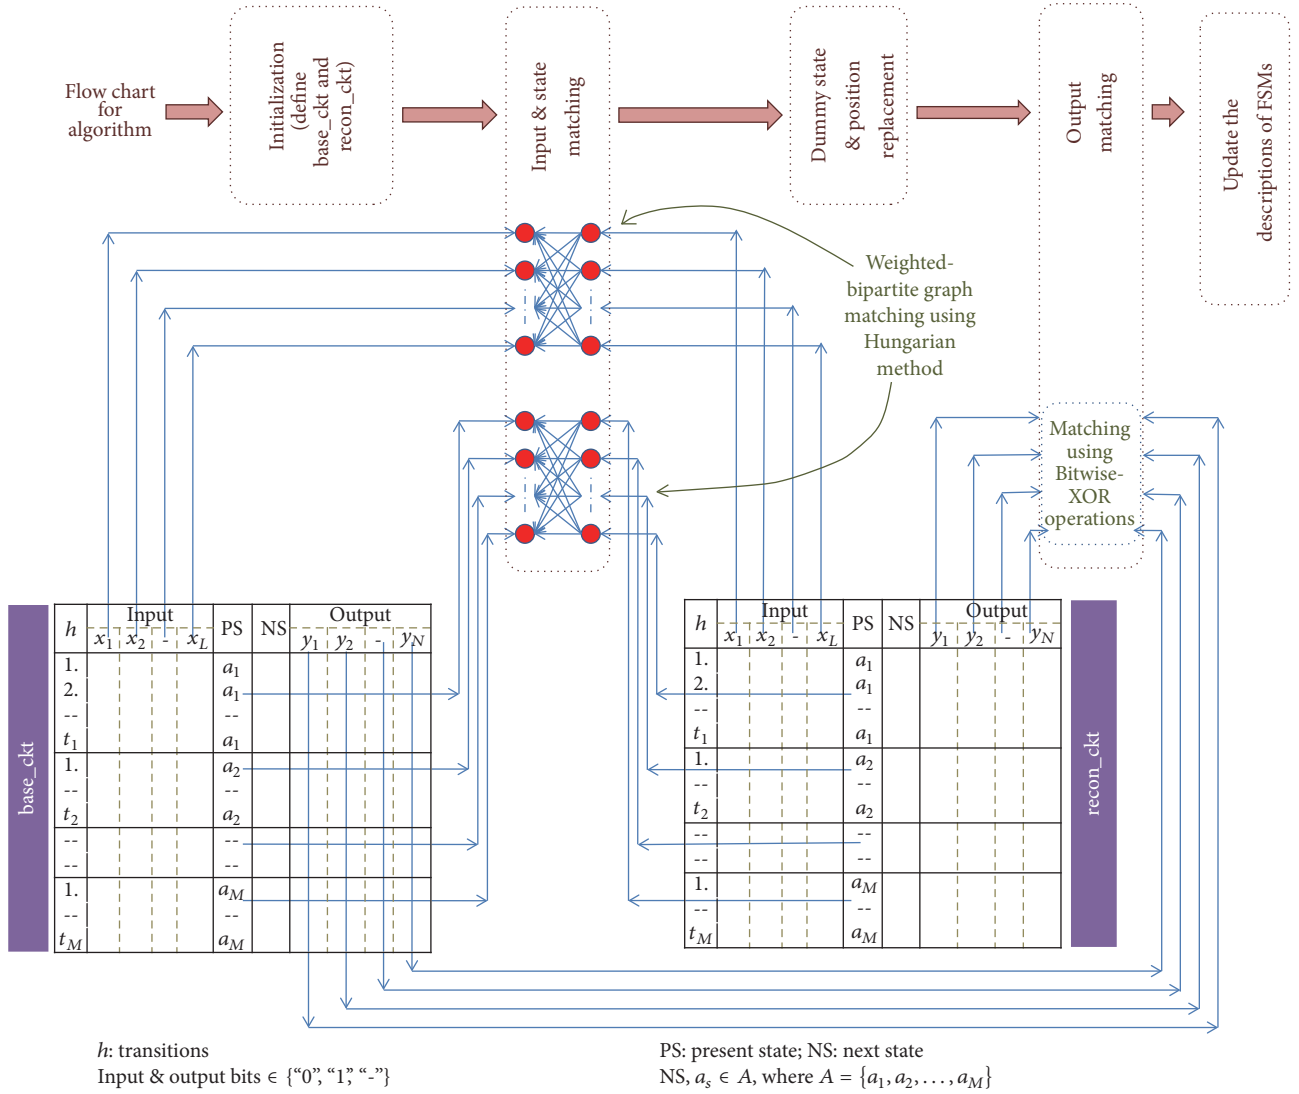 Flow chart
for
algorithm
Initialization
(define
base_ckt and
recon_ckt)
Input & state
matching
Dummy state
& position
replacement
Output
matching
Update the
descriptions of FSMs
Weighted-
bipartite graph
matching using
Hungarian
method
Matching
using
Bitwise-
XOR
operations
base_ckt
h Input PS NS Output
x1 x2 - xL y1 y2 - yN
1. a1
2. a1
-- --
t1 a1
1. a2
-- --
t2 a2
-- --
-- --
1. aM
-- --
tM aM
h Input PS NS Output
x1 x2 - xL y1 y2 - yN
1. a1
2. a1
-- --
t1 a1
1. a2
-- --
t2 a2
-- --
-- --
1. aM
-- --
tM aM
recon_ckt
h: transitions
Input & output bits ∈ {“0”, “1”, “-”}
PS: present state; NS: next state
NS, as ∈ A, where A = {a1, a2, . . . , aM}